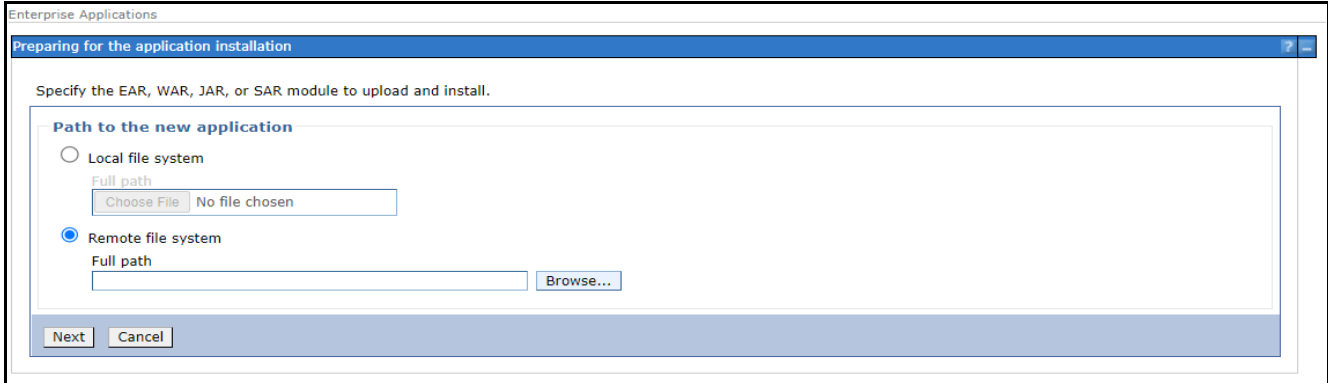 Enterprise Applications
Preparing for the application installation ? –
Specify the EAR, WAR, JAR, or SAR module to upload and install.
Path to the new application
Local file system
Full path
Choose File No file chosen
Remote file system
Full path
Browse...
Next Cancel